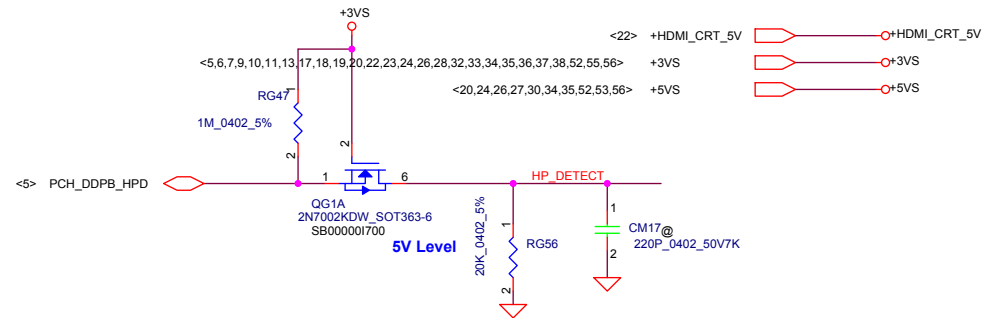 +3VS
<22> +HDMI_CRT_5V +HDMI_CRT_5V
<5,6,7,9,10,11,13,17,18,19,20,22,23,24,26,28,32,33,34,35,36,37,38,52,55,56> +3VS +3VS
<20,24,26,27,30,34,35,52,53,56> +5VS +5VS
1
RG47
1M_0402_5%
2
2
<5> PCH_DDPB_HPD
1
6
HP_DETECT
QG1A
2N7002KDW_SOT363-6
SB00000I700
5V Level
1
20K_0402_5%
RG56
2
1
CM17@
220P_0402_50V7K
2